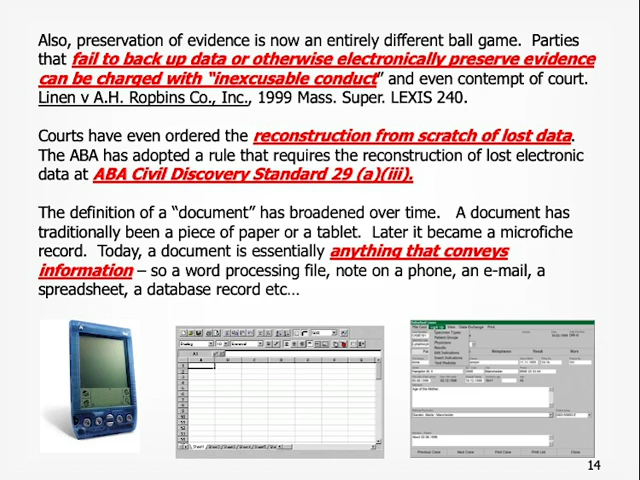 Also, preservation of evidence is now an entirely different ball game. Parties
that fail to back up data or otherwise electronically preserve evidence
can be charged with "inexcusable conduct" and even contempt of court.
Linen v A.H. Ropbins Co., Inc., 1999 Mass. Super. LEXIS 240.
Courts have even ordered the reconstruction from scratch of lost data.
The ABA has adopted a rule that requires the reconstruction of lost electronic
data at ABA Civil Discovery Standard 29 (a)(iii).
The definition of a "document" has broadened over time. A document has
traditionally been a piece of paper or a tablet. Later it became a microfiche
record. Today, a document is essentially anything that conveys
information – so a word processing file, note on a phone, an e-mail, a
spreadsheet, a database record etc…
14